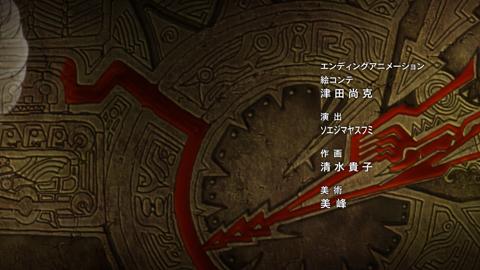 エンディングアニメーション
絵コンテ
津田尚克
演出
ソエジマヤスフミ
作画
清水貴子
美術
美峰